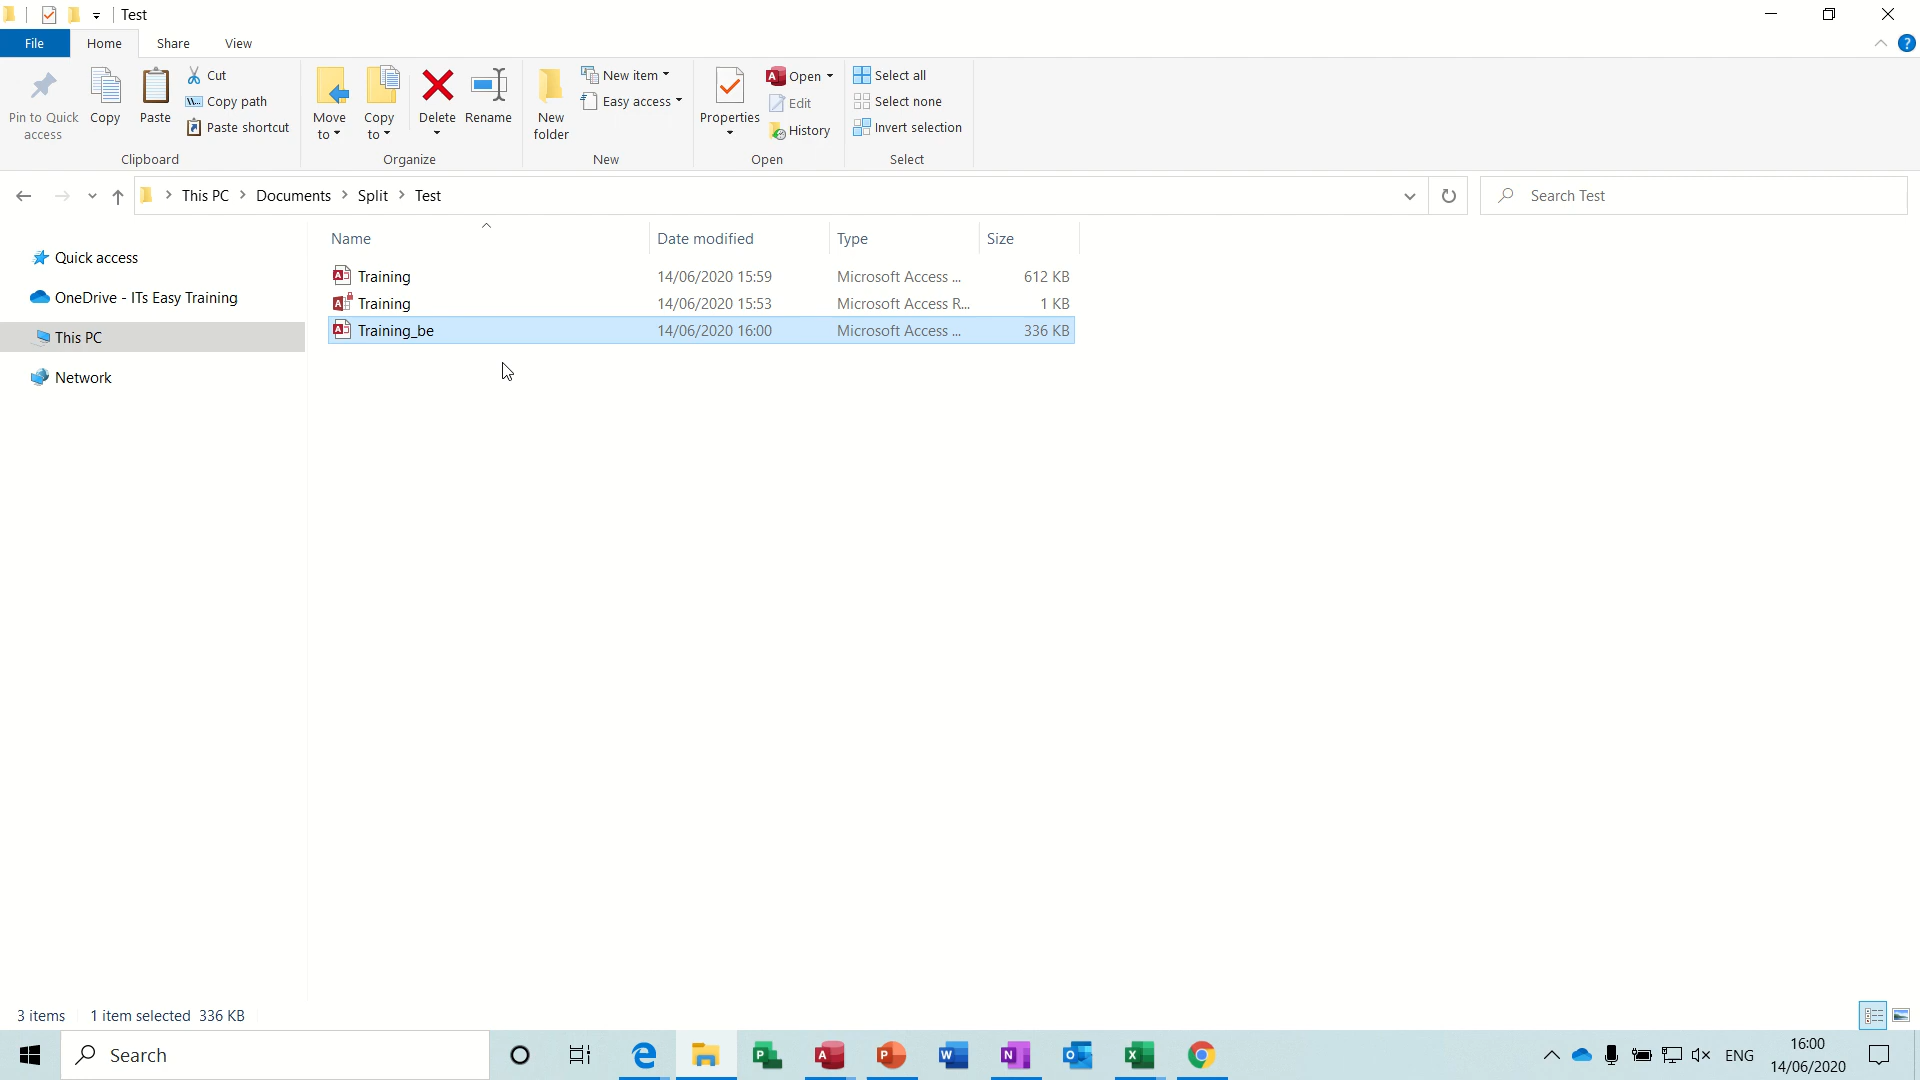 Test
File Home Share View
Pin to Quick access
Copy
Paste
Cut
Copy path
Paste shortcut
Clipboard
Move to
Copy to
Delete
Rename
Organize
New folder
New item
Easy access
New
Properties
Open
Edit
History
Open
Select all
Select none
Invert selection
Select
This PC > Documents > Split > Test
Search Test
Name Date modified Type Size
Quick access
OneDrive - ITs Easy Training
This PC
Network
Training 14/06/2020 15:59 Microsoft Access ... 612 KB
Training 14/06/2020 15:53 Microsoft Access R... 1 KB
Training_be 14/06/2020 16:00 Microsoft Access ... 336 KB
3 items 1 item selected 336 KB
Search
ENG
16:00
14/06/2020